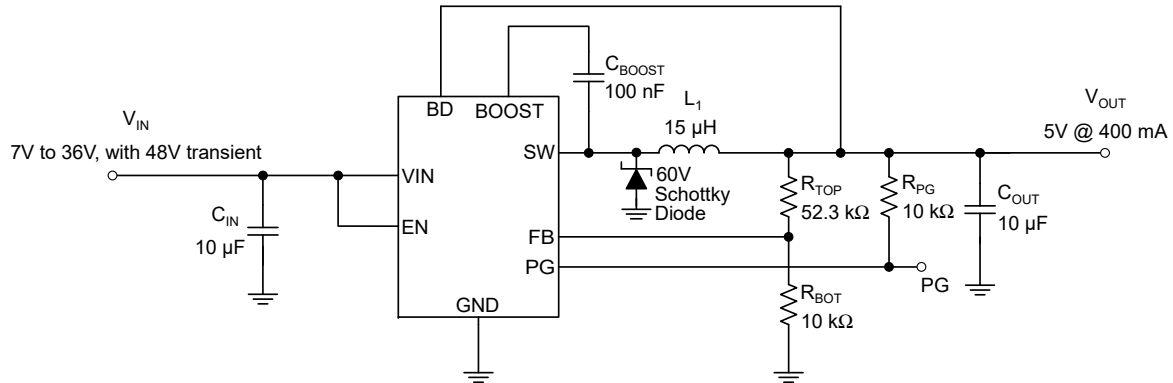 BD
BOOST
C_BOOST
100 nF
L_1
15 µH
V_IN
7V to 36V, with 48V transient
V_OUT
5V @ 400 mA
SW
VIN
60V
Schottky
Diode
R_TOP
52.3 kΩ
R_PG
10 kΩ
C_OUT
10 µF
C_IN
10 µF
EN
FB
PG
PG
GND
R_BOT
10 kΩ